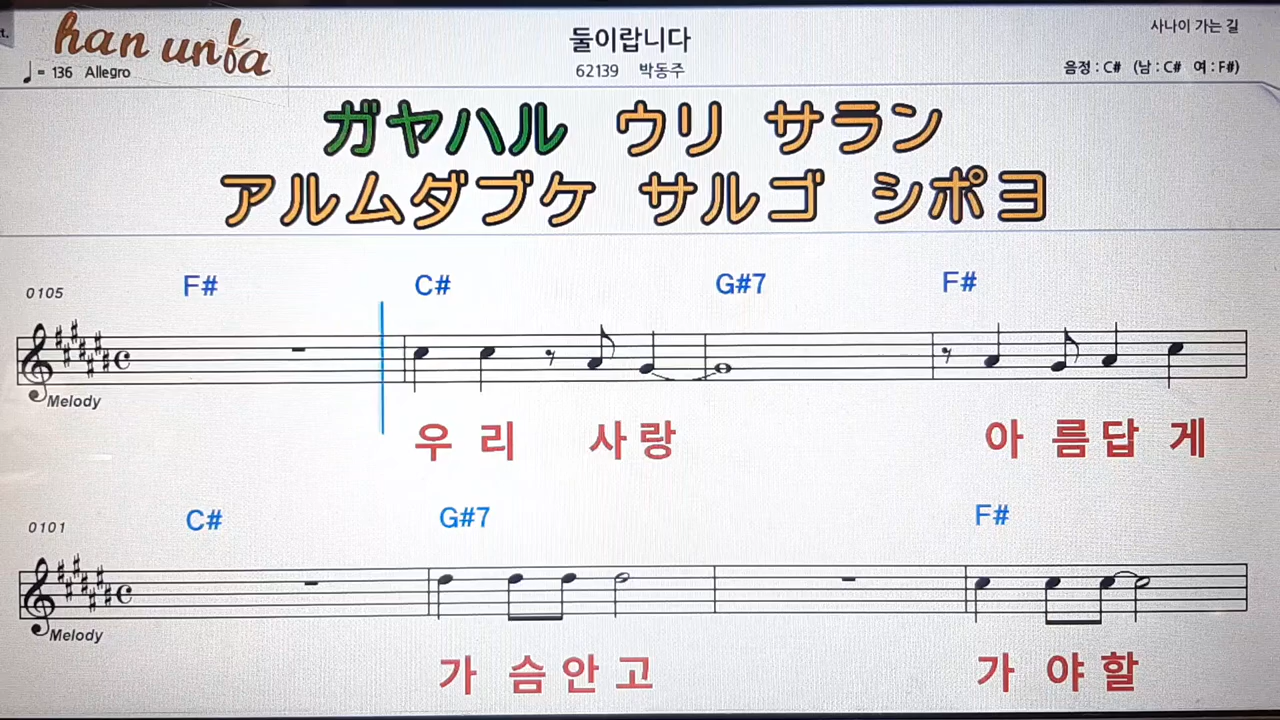 t.
han unfa
둘이랍니다
사나이 가는 길
♩ = 136 Allegro
62139 박동주
음정 : C# (남 : C# 여 : F#)
ガヤハル ウリ サラン
アルムダブケ サルゴ シポヨ
F# C# G#7 F#
0105
Melody
우 리 사 랑 아 름 답 게
C# G#7 F#
0101
Melody
가 슴 안 고 가 야 할